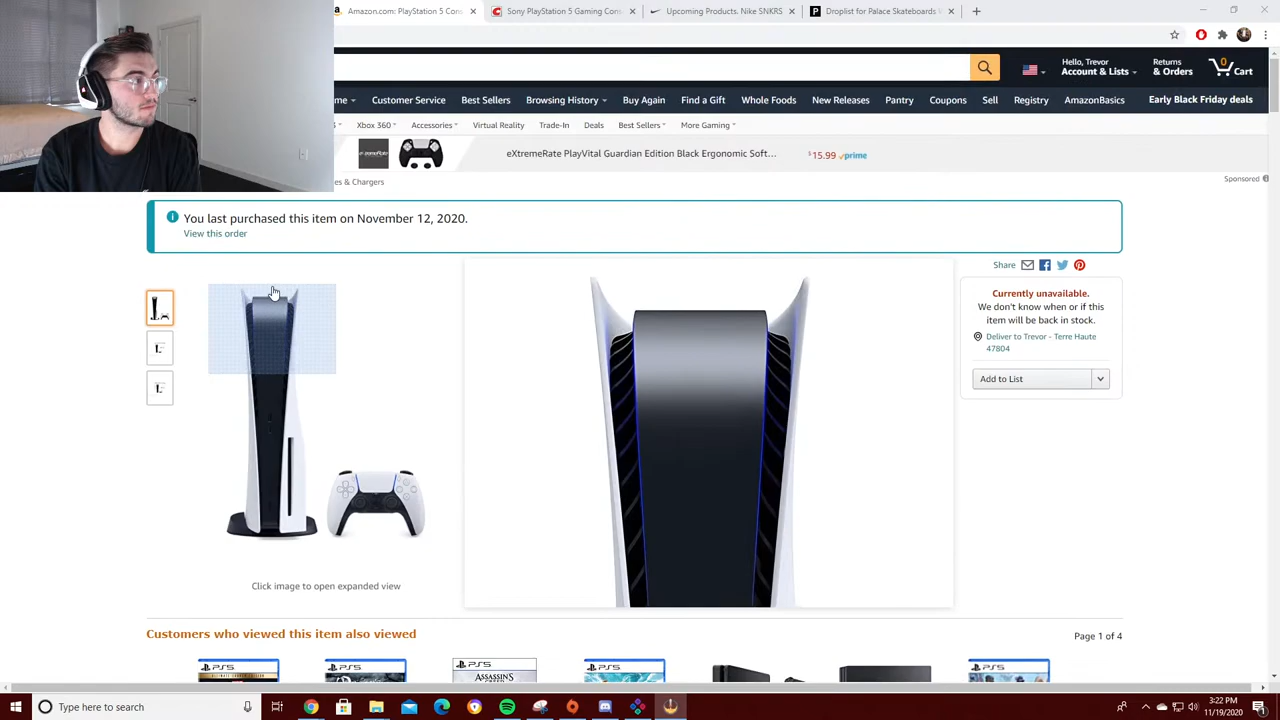 Amazon.com: PlayStation 5 Con
Sony PlayStation 5 Gaming Cons
Upcoming Products. Nike SNKRS
Droplist for Palace Skateboards
Hello, Trevor
Account & Lists
Returns
& Orders
0
Cart
Customer Service
Best Sellers
Browsing History
Buy Again
Find a Gift
Whole Foods
New Releases
Pantry
Coupons
Sell
Registry
AmazonBasics
Early Black Friday deals
Xbox 360
Accessories
Virtual Reality
Trade-In
Deals
Best Sellers
More Gaming
eXtremeRate PlayVital Guardian Edition Black Ergonomic Soft...
$15.99 prime
es & Chargers
Sponsored
You last purchased this item on November 12, 2020.
View this order
Share
Currently unavailable.
We don't know when or if this
item will be back in stock.
Deliver to Trevor - Terre Haute
47804
Add to List
Click image to open expanded view
Customers who viewed this item also viewed
Page 1 of 4
PS5
PS5
PS5
ASSASSIN'S
PS5
PS5
Type here to search
3:22 PM
11/19/2020